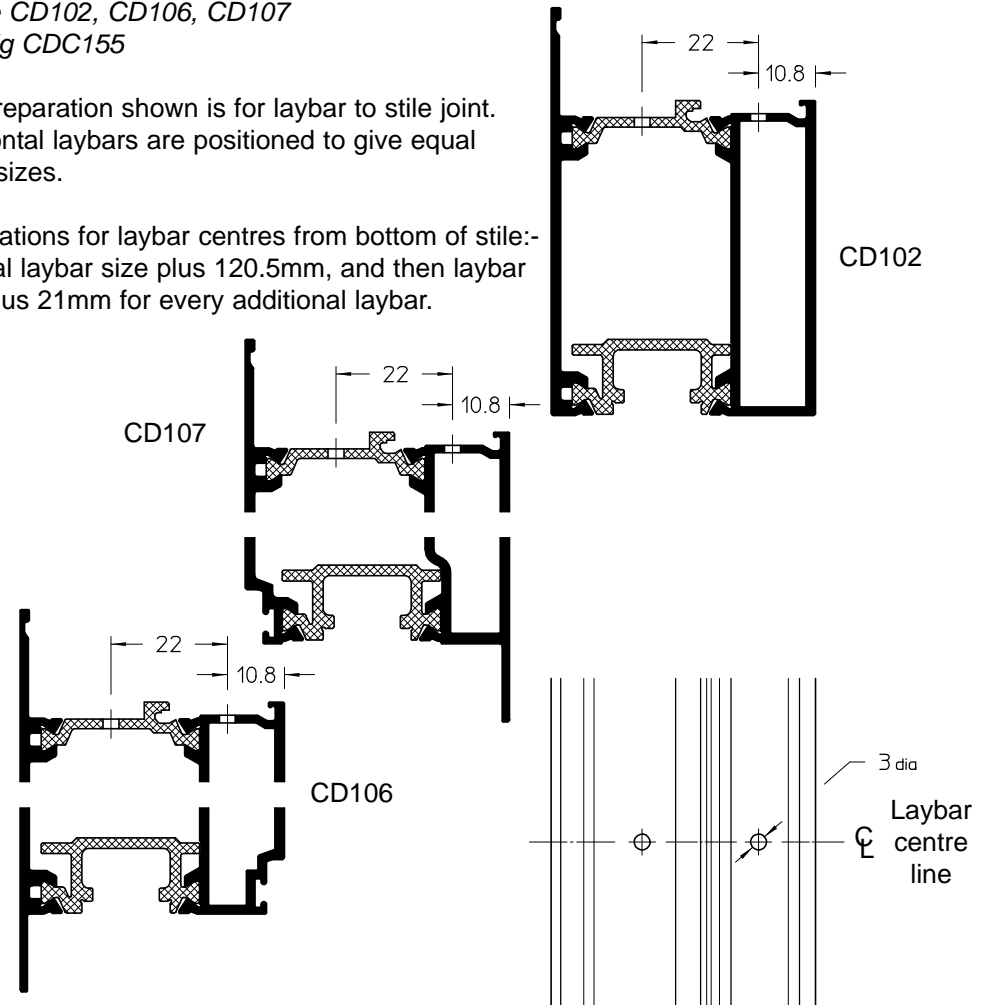 CD102, CD106, CD107
CDC155
reparation shown is for laybar to stile joint.
ontal laybars are positioned to give equal
sizes.
ations for laybar centres from bottom of stile:-
al laybar size plus 120.5mm, and then laybar
us 21mm for every additional laybar.
22
10.8
CD102
22
10.8
CD107
22
10.8
CD106
3 dia
Laybar
℄ centre
line